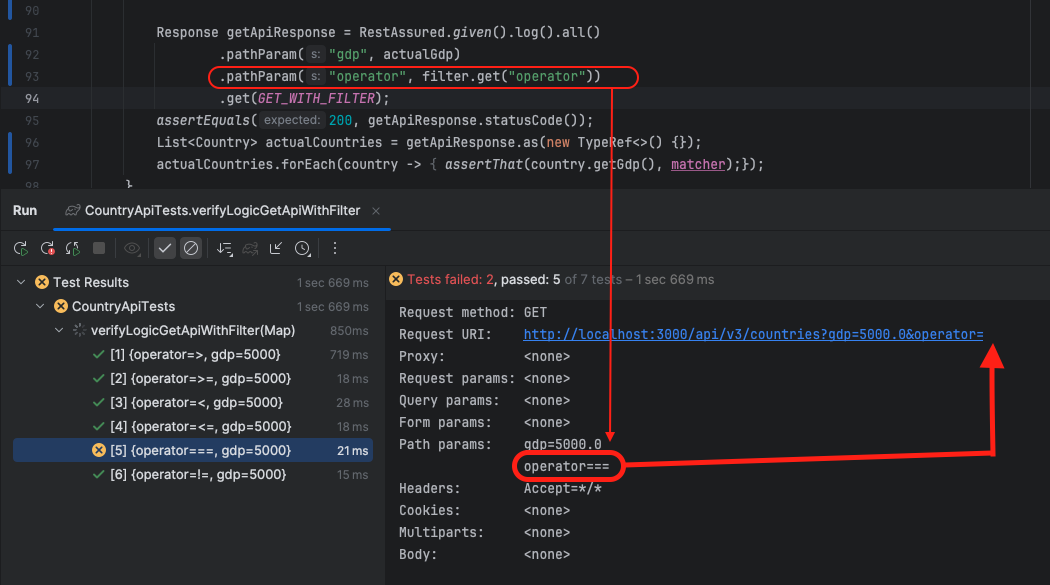 90
91 Response getApiResponse = RestAssured.given().log().all()
92 .pathParam( s: "gdp", actualGdp)
93 .pathParam( s: "operator", filter.get("operator"))
94 .get(GET_WITH_FILTER);
95 assertEquals( expected: 200, getApiResponse.statusCode());
96 List<Country> actualCountries = getApiResponse.as(new TypeRef<>() {});
97 actualCountries.forEach(country -> { assertThat(country.getGdp(), matcher);});
98 }
Run CountryApiTests.verifyLogicGetApiWithFilter ×
Test Results 1 sec 669 ms
CountryApiTests 1 sec 669 ms
verifyLogicGetApiWithFilter(Map) 850ms
[1] {operator=>, gdp=5000} 719 ms
[2] {operator=>=, gdp=5000} 18 ms
[3] {operator=<, gdp=5000} 28 ms
[4] {operator=<=, gdp=5000} 18 ms
[5] {operator===, gdp=5000} 21 ms
[6] {operator=!=, gdp=5000} 15 ms
Tests failed: 2, passed: 5 of 7 tests – 1 sec 669 ms
Request method: GET
Request URI: http://localhost:3000/api/v3/countries?gdp=5000.0&operator=
Proxy: <none>
Request params: <none>
Query params: <none>
Form params: <none>
Path params: gdp=5000.0
operator===
Headers: Accept=*/*
Cookies: <none>
Multiparts: <none>
Body: <none>